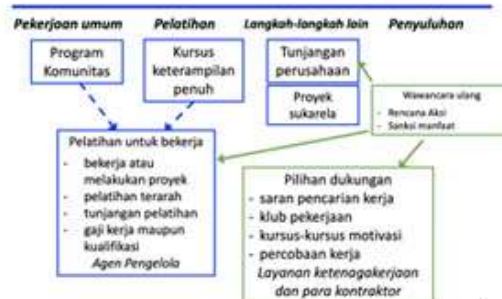 Pekerjaan umum
Pelatihan
Langkah-langkah lain
Penyuluhan
Program
Komunitas
Kursus
keterampilan
penuh
Tunjangan
perusahaan
Proyek
sukarela
Wawancara ulang
- Rencana Aksi
- Sanksi manfaat
Pelatihan untuk bekerja
- bekerja atau
melakukan proyek
- pelatihan terarah
- tunjangan pelatihan
- gaji kerja maupun
kualifikasi
Agen Pengelola
Pilihan dukungan
- saran pencarian kerja
- klub pekerjaan
- kursus-kursus motivasi
- percobaan kerja
Layanan ketenagakerjaan
dan para kontraktor